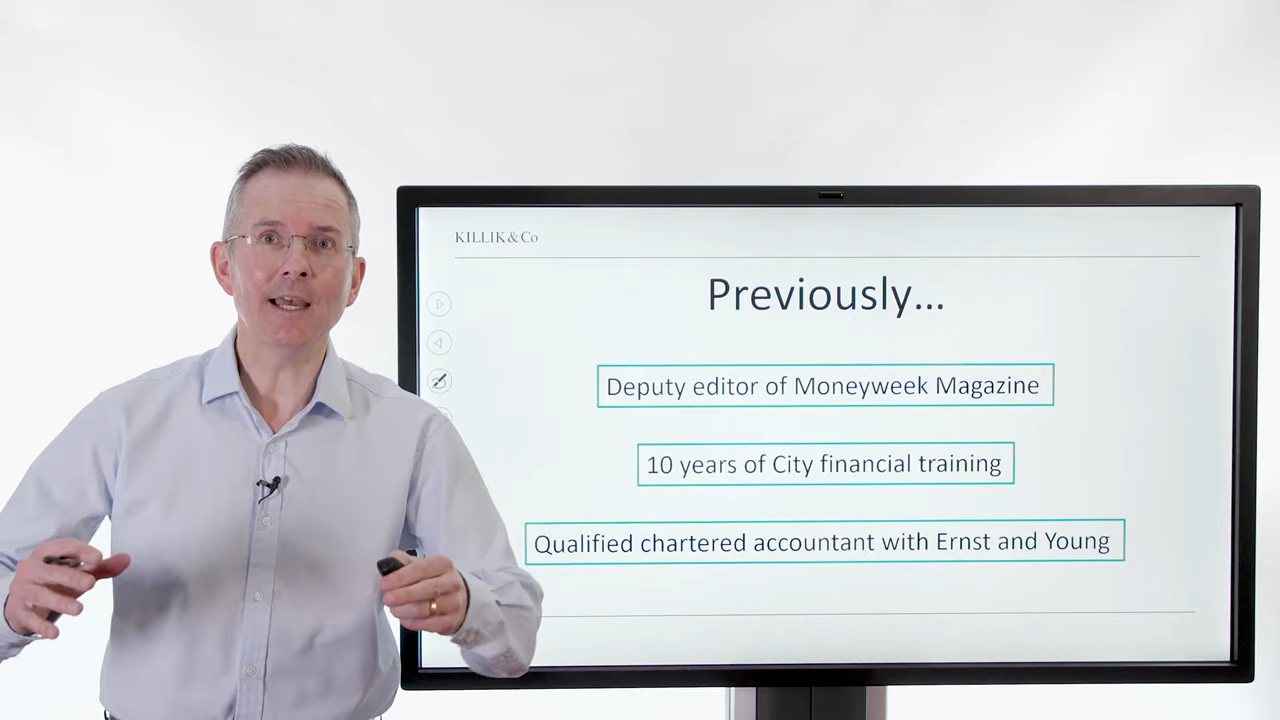 KILLIK & Co
Previously...
Deputy editor of Moneyweek Magazine
10 years of City financial training
Qualified chartered accountant with Ernst and Young